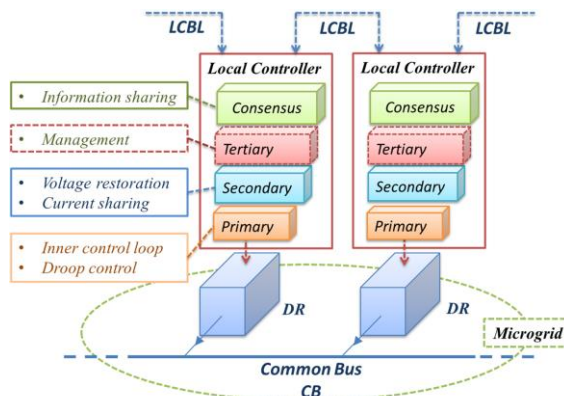 LCBL LCBL LCBL
Local Controller Local Controller
• Information sharing
Consensus Consensus
• Management
Tertiary Tertiary
• Voltage restoration
• Current sharing
Secondary Secondary
Primary Primary
• Inner control loop
• Droop control
DR DR
Microgrid
Common Bus
CB